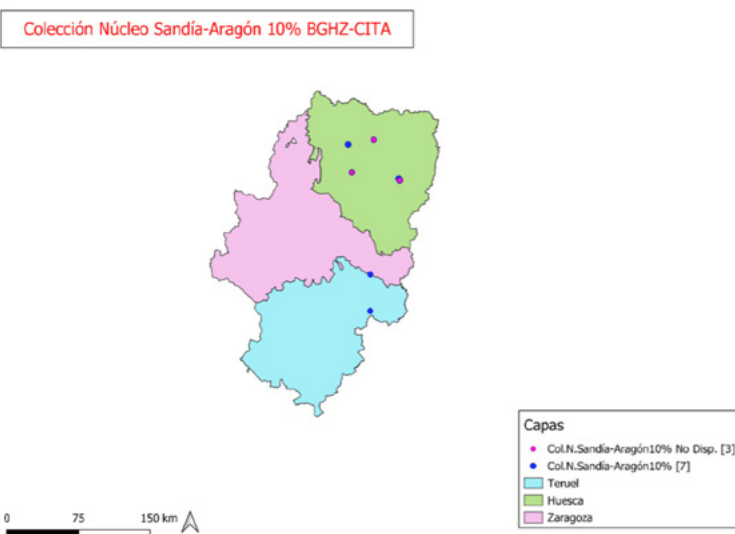 Colección Núcleo Sandía-Aragón 10% BGHZ-CITA
Capas
Col.N.Sandía-Aragón10% No Disp. [3]
Col.N.Sandía-Aragón10% [7]
Teruel
Huesca
Zaragoza
0 75 150 km